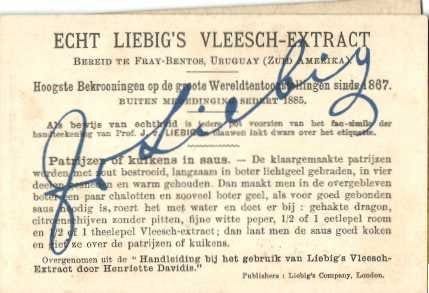 ECHT LIEBIG'S VLEESCH-EXTRACT
BEREID TE FRAY-BENTOS, URUGUAY (ZUID AMERIKA).
Hoogste Bekrooningen op de groote Wereldtentoonstellingen sinds 1867.
BUITEN MEDEDINGING SEDERT 1885.
Als bewijs van echtheid is iedere pot voorzien van het fac-simile der
handteekening van Prof. J. v. LIEBIG in blauwen inkt dwars over het etiquette.
J v Liebig
Patrijzen of kuikens in saus. - De klaargemaakte patrijzen
worden met zout bestrooid, langzaam in boter lichtgeel gebraden, in vier
deelen gesneden en warm gehouden. Dan maakt men in de overgebleven
boter een paar chalotten en zooveel boter geel, als voor goed gebonden
saus noodig is, roert het met water en doet er bij : gehakte dragon,
citroenschijven zonder pitten, fijne witte peper, 1/2 of 1 eetlepel room
en 1/2 of 1 theelepel Vleesch-extract ; dan laat men de saus goed koken
en giet ze over de patrijzen of kuikens.
Overgenomen uit de "Handleiding bij het gebruik van Liebig's Vleesch-
Extract door Henriette Davidis."
Publishers : Liebig's Company, London.